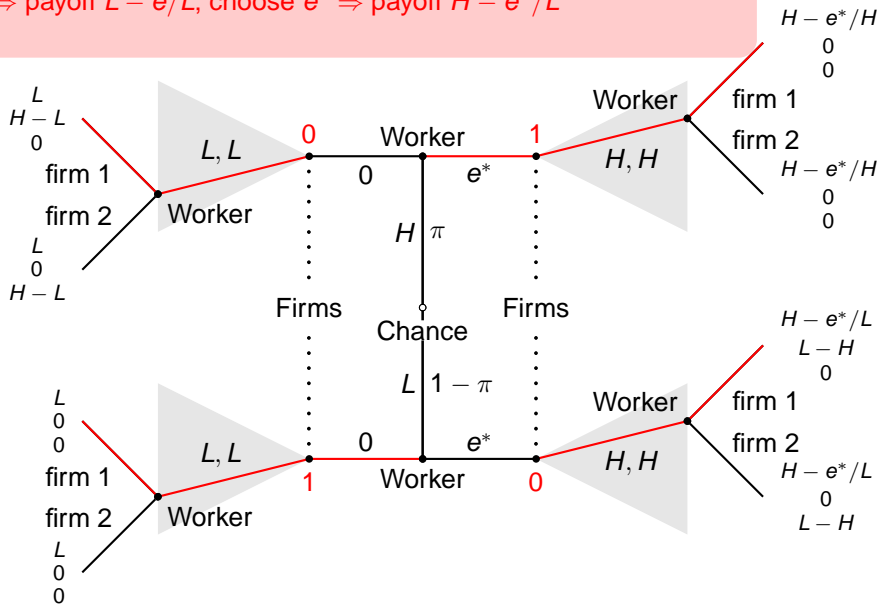 ⇒ payoff L − e/L, choose e* ⇒ payoff H − e*/L
H − e*/H
0
0
L
H − L
0
firm 1
firm 2
L
0
H − L
Worker
L, L
0
0
Worker
e*
1
Worker
H, H
firm 1
firm 2
H − e*/H
0
0
H
π
Firms
Chance
Firms
L
1 − π
L
0
0
firm 1
firm 2
L
0
0
Worker
L, L
1
0
Worker
e*
0
Worker
H, H
H − e*/L
L − H
0
firm 1
firm 2
H − e*/L
0
L − H